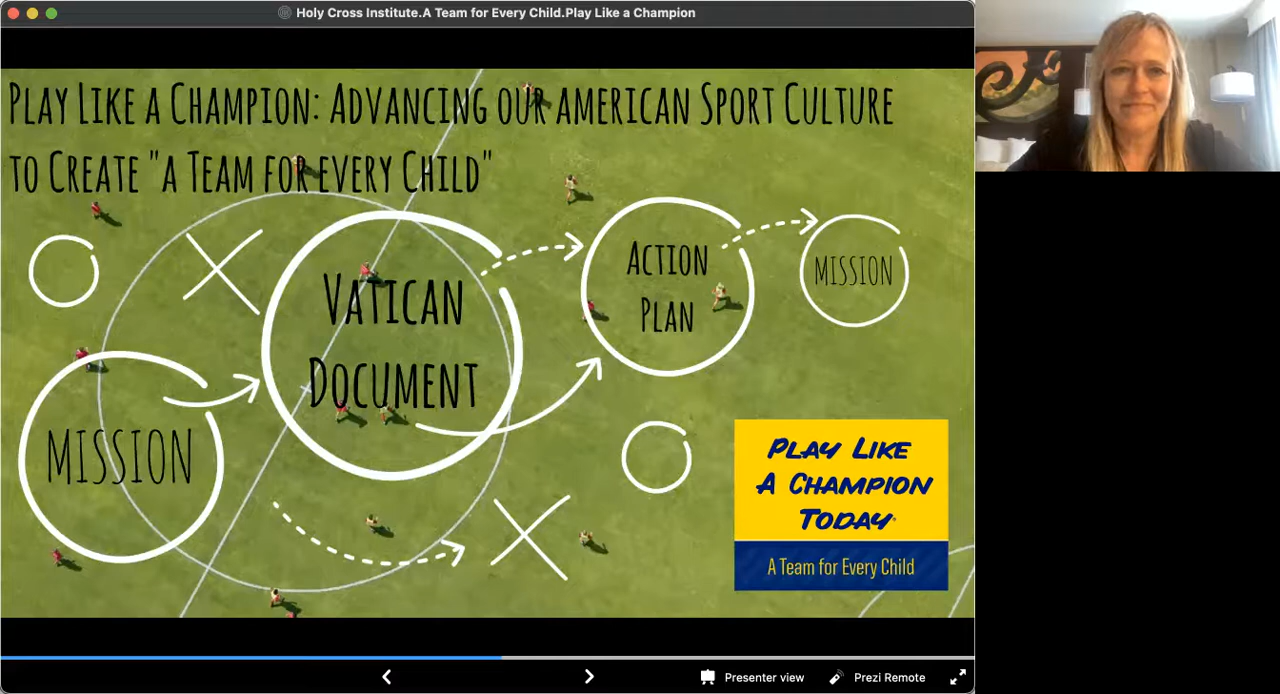 Holy Cross Institute.A Team for Every Child.Play Like a Champion
PLAY LIKE A CHAMPION: ADVANCING OUR AMERICAN SPORT CULTURE
TO CREATE "A TEAM FOR EVERY CHILD"
VATICAN
DOCUMENT
ACTION
PLAN
MISSION
MISSION
PLAY LIKE
A CHAMPION
TODAY®
A Team for Every Child
Presenter view
Prezi Remote